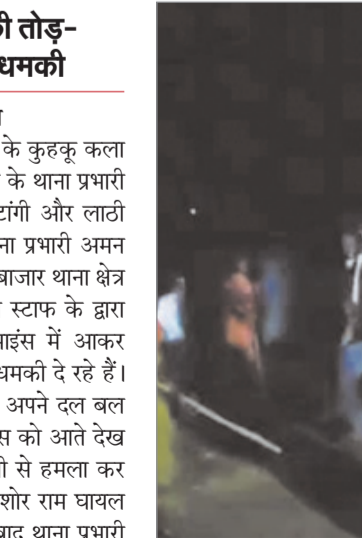 तोड़-
धमकी
के कुहकू कला
के थाना प्रभारी
टांगी और लाठी
ना प्रभारी अमन
बाजार थाना क्षेत्र
स्टाफ के द्वारा
माइंस में आकर
धमकी दे रहे हैं।
अपने दल बल
को आते देख
से हमला कर
शोर राम घायल
बाद थाना प्रभारी